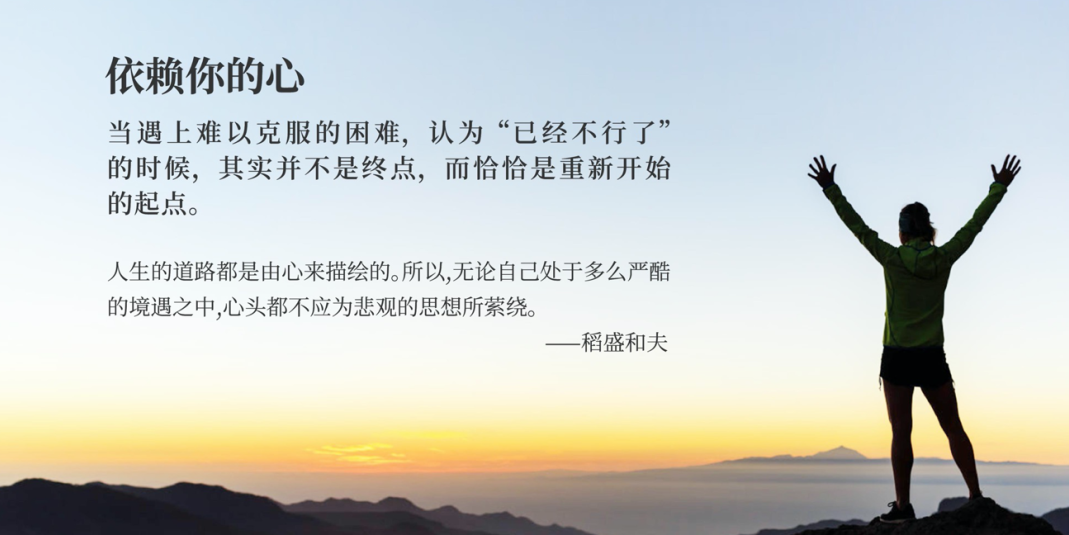 依赖你的心
当遇上难以克服的困难，认为“已经不行了”
的时候，其实并不是终点，而恰恰是重新开始
的起点。
人生的道路都是由心来描绘的。所以,无论自己处于多么严酷
的境遇之中,心头都不应为悲观的思想所萦绕。
——稻盛和夫